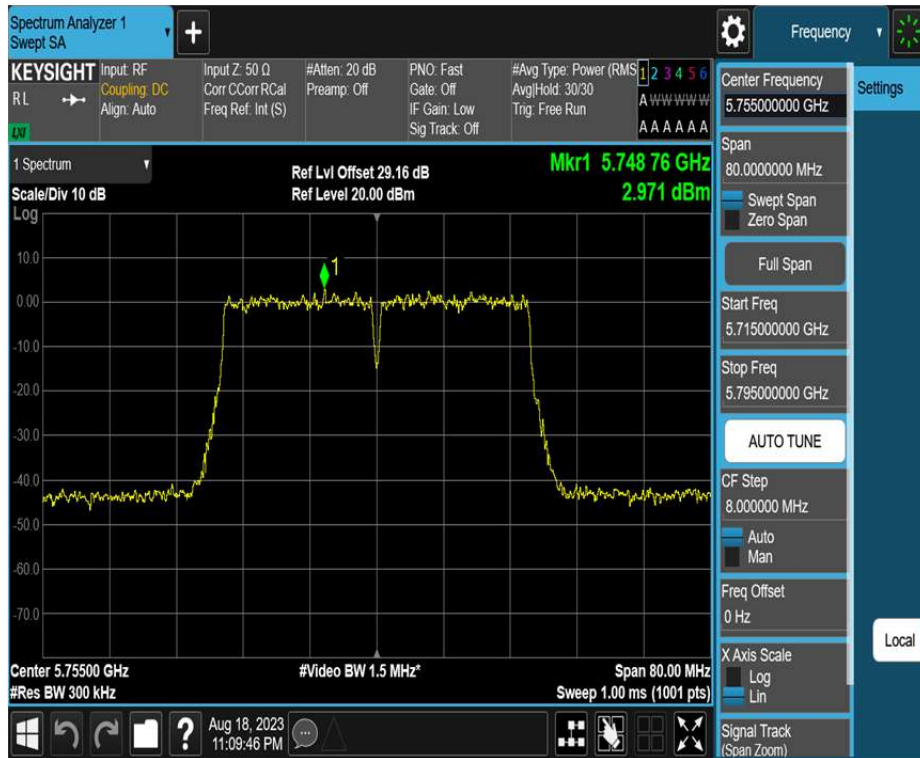 Spectrum Analyzer 1
Swept SA
+
Frequency
KEYSIGHT
R L
LXI
Input: RF
Coupling: DC
Align: Auto
Input Z: 50 Ω
Corr CCorr RCal
Freq Ref: Int (S)
#Atten: 20 dB
Preamp: Off
PNO: Fast
Gate: Off
IF Gain: Low
Sig Track: Off
#Avg Type: Power (RMS
Avg|Hold: 30/30
Trig: Free Run
1 2 3 4 5 6
A W W W W W
A A A A A A
1 Spectrum
Scale/Div 10 dB
Log
Ref Lvl Offset 29.16 dB
Ref Level 20.00 dBm
Mkr1 5.748 76 GHz
2.971 dBm
1
10.0
0.00
-10.0
-20.0
-30.0
-40.0
-50.0
-60.0
-70.0
Center 5.75500 GHz
#Res BW 300 kHz
#Video BW 1.5 MHz*
Span 80.00 MHz
Sweep 1.00 ms (1001 pts)
?
Aug 18, 2023
11:09:46 PM
Center Frequency
5.755000000 GHz
Span
80.0000000 MHz
Swept Span
Zero Span
Full Span
Start Freq
5.715000000 GHz
Stop Freq
5.795000000 GHz
AUTO TUNE
CF Step
8.000000 MHz
Auto
Man
Freq Offset
0 Hz
X Axis Scale
Log
Lin
Signal Track
(Span Zoom)
Settings
Local